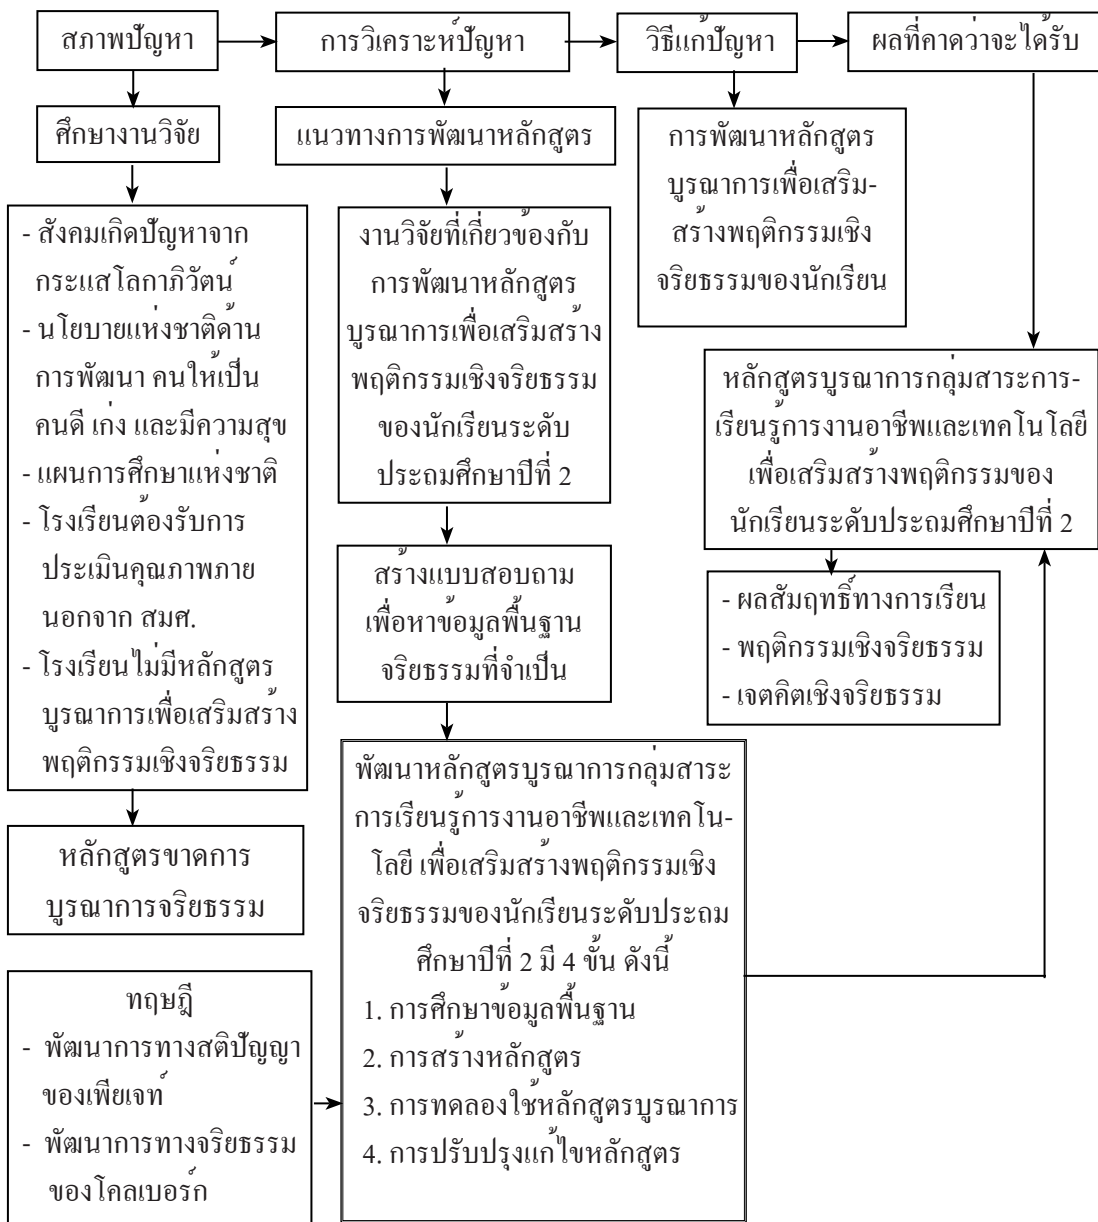 สภาพปัญหา
การวิเคราะห์ปัญหา
วิธีแก้ปัญหา
ผลที่คาดว่าจะได้รับ
ศึกษางานวิจัย
แนวทางการพัฒนาหลักสูตร
การพัฒนาหลักสูตร
บูรณาการเพื่อเสริม-
สร้างพฤติกรรมเชิง
จริยธรรมของนักเรียน
- สังคมเกิดปัญหาจาก
กระแสโลกาภิวัตน์
- นโยบายแห่งชาติด้าน
การพัฒนา คนให้เป็น
คนดี เก่ง และมีความสุข
- แผนการศึกษาแห่งชาติ
- โรงเรียนต้องรับการ
ประเมินคุณภาพภาย
นอกจาก สมศ.
- โรงเรียนไม่มีหลักสูตร
บูรณาการเพื่อเสริมสร้าง
พฤติกรรมเชิงจริยธรรม
งานวิจัยที่เกี่ยวข้องกับ
การพัฒนาหลักสูตร
บูรณาการเพื่อเสริมสร้าง
พฤติกรรมเชิงจริยธรรม
ของนักเรียนระดับ
ประถมศึกษาปีที่ 2
หลักสูตรบูรณาการกลุ่มสาระการ-
เรียนรู้การงานอาชีพและเทคโนโลยี
เพื่อเสริมสร้างพฤติกรรมของ
นักเรียนระดับประถมศึกษาปีที่ 2
สร้างแบบสอบถาม
เพื่อหาข้อมูลพื้นฐาน
จริยธรรมที่จำเป็น
- ผลสัมฤทธิ์ทางการเรียน
- พฤติกรรมเชิงจริยธรรม
- เจตคติเชิงจริยธรรม
หลักสูตรขาดการ
บูรณาการจริยธรรม
พัฒนาหลักสูตรบูรณาการกลุ่มสาระ
การเรียนรู้การงานอาชีพและเทคโน-
โลยี เพื่อเสริมสร้างพฤติกรรมเชิง
จริยธรรมของนักเรียนระดับประถม
ศึกษาปีที่ 2 มี 4 ขั้น ดังนี้
1. การศึกษาข้อมูลพื้นฐาน
2. การสร้างหลักสูตร
3. การทดลองใช้หลักสูตรบูรณาการ
4. การปรับปรุงแก้ไขหลักสูตร
ทฤษฎี
- พัฒนาการทางสติปัญญา
ของเพียเจท์
- พัฒนาการทางจริยธรรม
ของโคลเบอร์ก